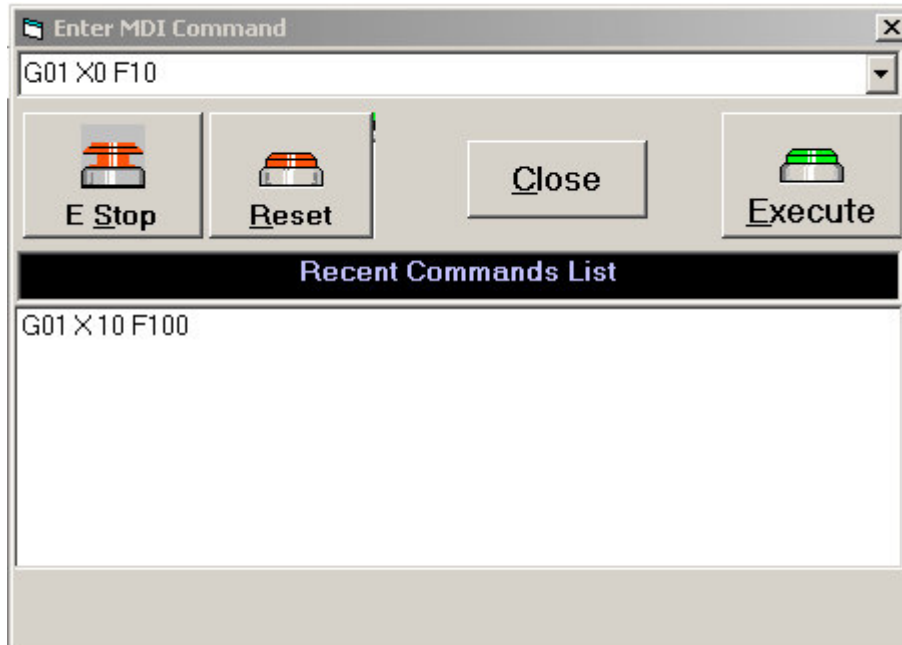 Enter MDI Command
G01 X0 F10
E Stop
Reset
Close
Execute
Recent Commands List
G01 X10 F100